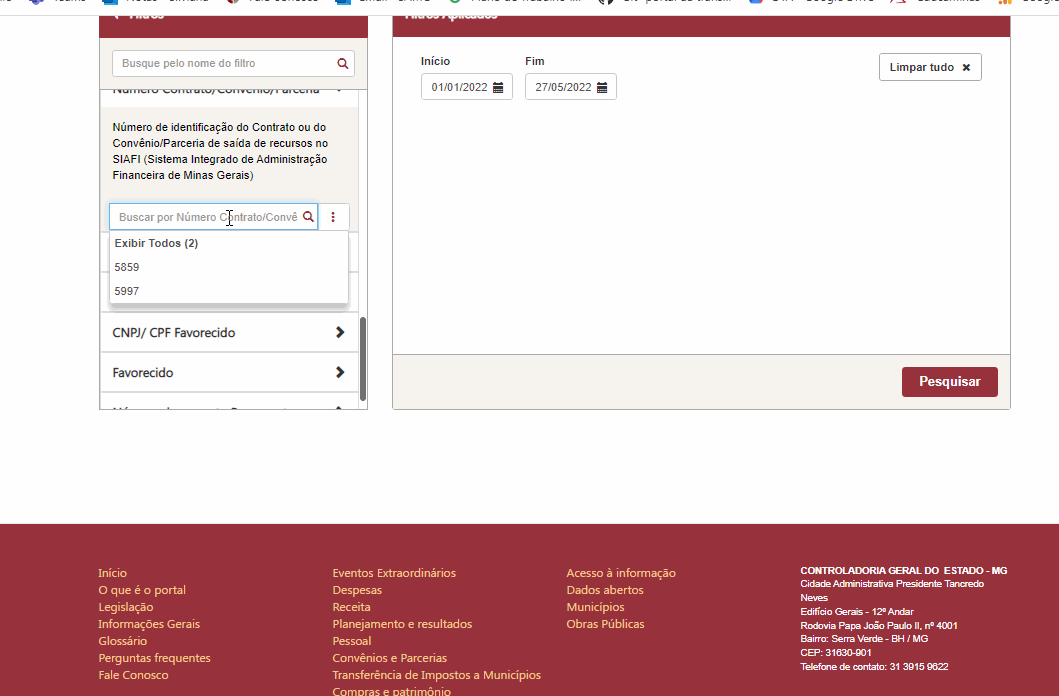 Filtros
Filtros Aplicados
Busque pelo nome do filtro
Número Contrato/Convênio/Parceria
Número de identificação do Contrato ou do
Convênio/Parceria de saída de recursos no
SIAFI (Sistema Integrado de Administração
Financeira de Minas Gerais)
Buscar por Número Contrato/Convê
Exibir Todos (2)
5859
5997
CNPJ/ CPF Favorecido
Favorecido
Início
Fim
01/01/2022
27/05/2022
Limpar tudo
Pesquisar
Início
O que é o portal
Legislação
Informações Gerais
Glossário
Perguntas frequentes
Fale Conosco
Eventos Extraordinários
Despesas
Receita
Planejamento e resultados
Pessoal
Convênios e Parcerias
Transferência de Impostos a Municípios
Compras e patrimônio
Acesso à informação
Dados abertos
Municípios
Obras Públicas
CONTROLADORIA GERAL DO ESTADO - MG
Cidade Administrativa Presidente Tancredo
Neves
Edifício Gerais - 12º Andar
Rodovia Papa João Paulo II, nº 4001
Bairro: Serra Verde - BH / MG
CEP: 31630-901
Telefone de contato: 31 3915 9622